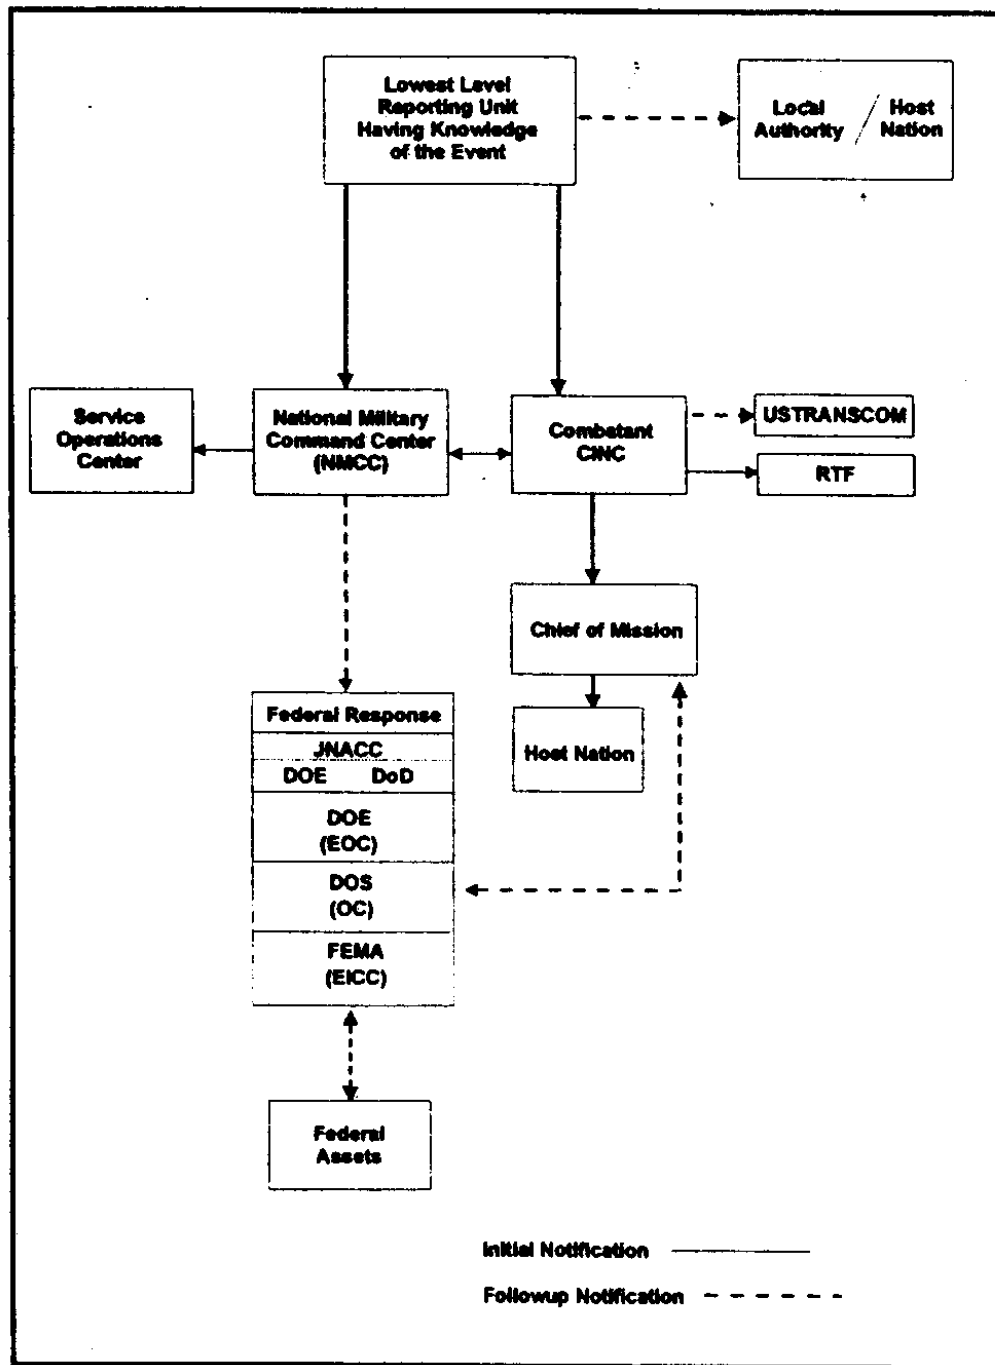 Lowest Level
Reporting Unit
Having Knowledge
of the Event
Local / Host
Authority / Nation
Service
Operations
Center
National Military
Command Center
(NMCC)
Combatant
CINC
USTRANSCOM
RTF
Chief of Mission
Host Nation
Federal Response
JNACC
DOE DoD
DOE
(EOC)
DOS
(OC)
FEMA
(EICC)
Federal
Assets
Initial Notification
Followup Notification